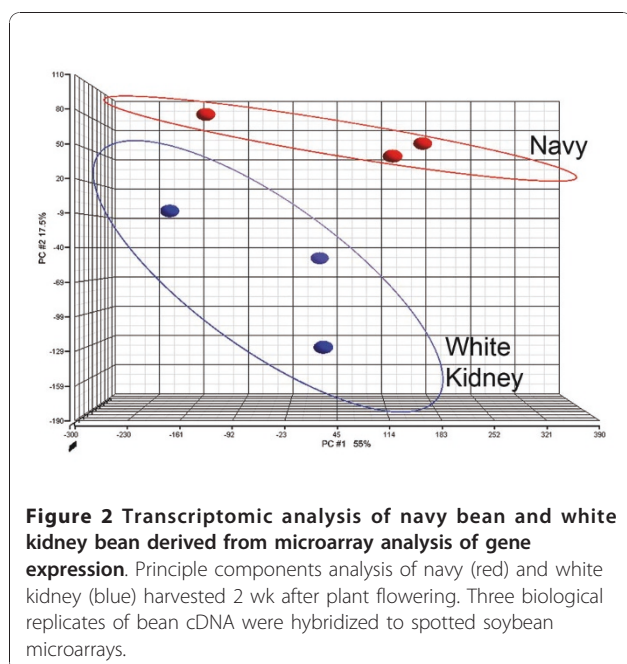 110
80
50
20
-9
-40
-69
-99
-129
-159
-190
PC #2 17.5%
Navy
White
Kidney
-300 -230 -161 -92 -23 45 114 183 252 321 390
PC #1 55%
Figure 2 Transcriptomic analysis of navy bean and white
kidney bean derived from microarray analysis of gene
expression. Principle components analysis of navy (red) and white
kidney (blue) harvested 2 wk after plant flowering. Three biological
replicates of bean cDNA were hybridized to spotted soybean
microarrays.